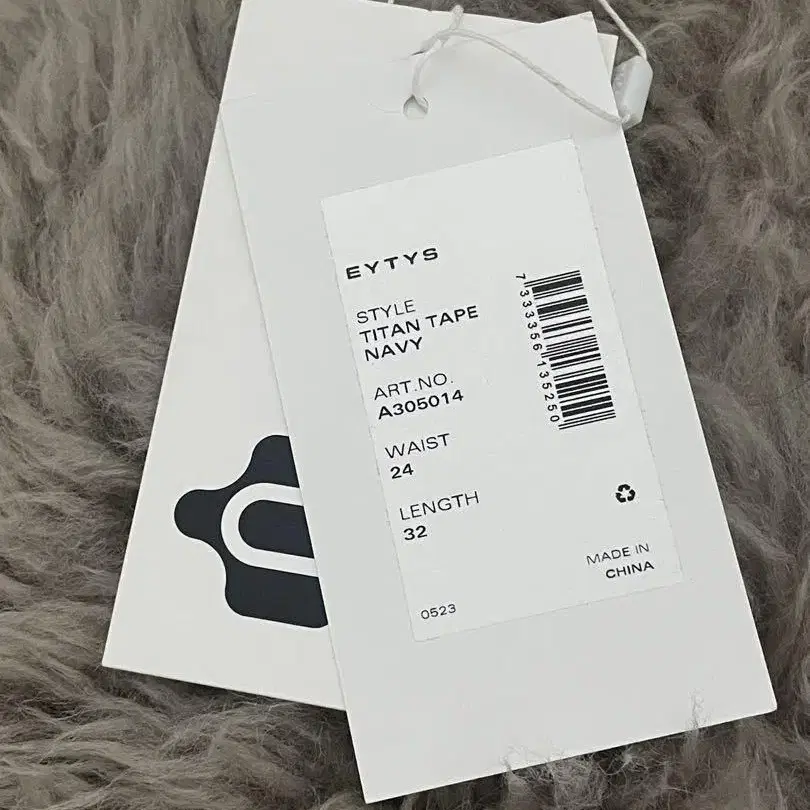 EYTYS
STYLE
TITAN TAPE
NAVY
ART.NO.
A305014
WAIST
24
LENGTH
32
0523
7333356135250
MADE IN
CHINA